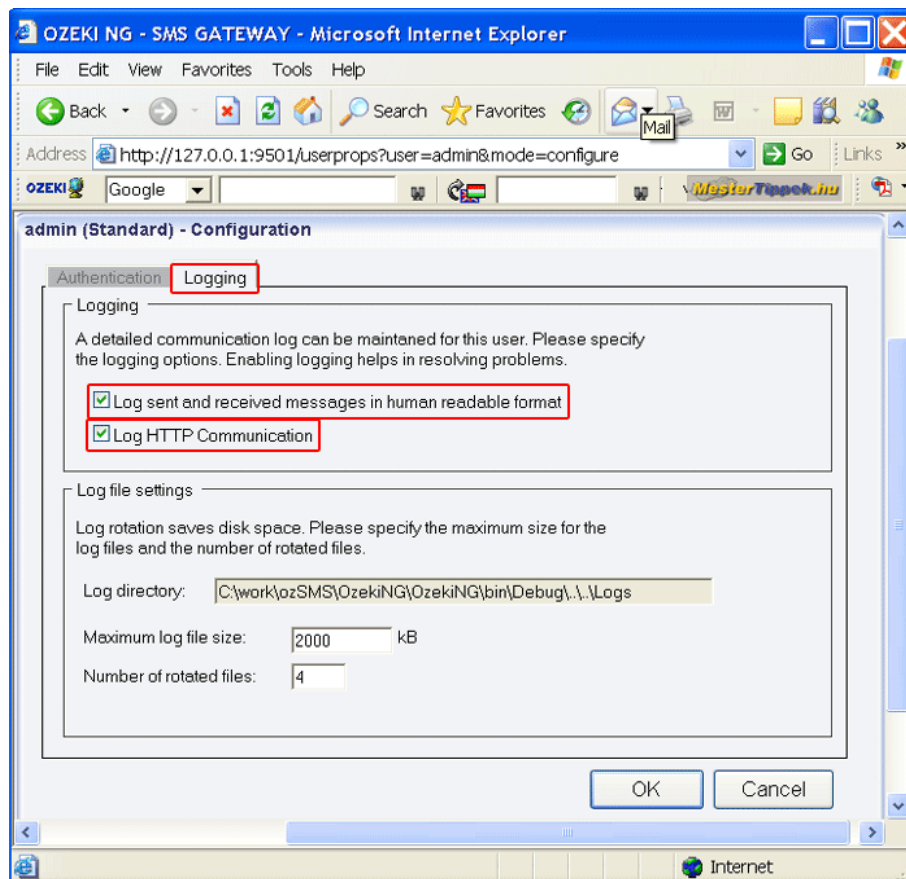 OZEKI NG - SMS GATEWAY - Microsoft Internet Explorer
File Edit View Favorites Tools Help
Back Search Favorites
Mail
Address http://127.0.0.1:9501/userprops?user=admin&mode=configure Go Links »
OZEKI Google MesterTippek.hu
admin (Standard) - Configuration
Authentication Logging
Logging
A detailed communication log can be maintaned for this user. Please specify
the logging options. Enabling logging helps in resolving problems.
Log sent and received messages in human readable format
Log HTTP Communication
Log file settings
Log rotation saves disk space. Please specify the maximum size for the
log files and the number of rotated files.
Log directory: C:\work\ozSMS\OzekiNG\OzekiNG\bin\Debug\..\..\Logs
Maximum log file size: 2000 kB
Number of rotated files: 4
OK Cancel
Internet